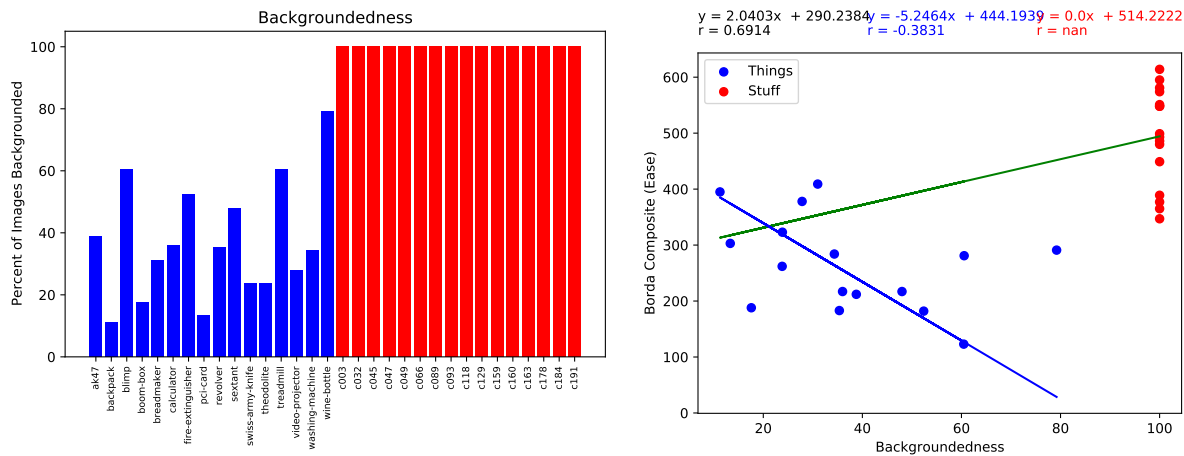 Backgroundedness
Percent of Images Backgrounded
100
80
60
40
20
0
ak47
backpack
blimp
boom-box
breadmaker
calculator
fire-extinguisher
pci-card
revolver
sextant
swiss-army-knife
theodolite
treadmill
video-projector
washing-machine
wine-bottle
c003
c032
c045
c047
c049
c066
c089
c093
c118
c129
c159
c160
c163
c178
c184
c191
y = 2.0403x + 290.2384
r = 0.6914
y = -5.2464x + 444.1939
r = -0.3831
y = 0.0x + 514.2222
r = nan
Things
Stuff
Borda Composite (Ease)
600
500
400
300
200
100
0
20
40
60
80
100
Backgroundedness